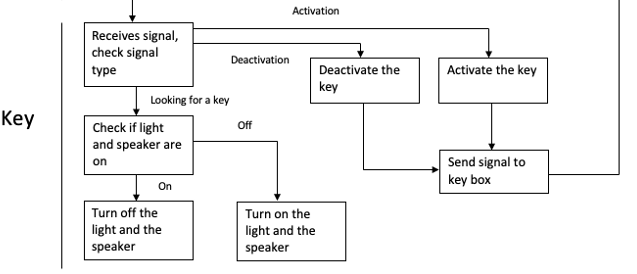 Activation
Receives signal,
check signal
type
Deactivation
Deactivate the
key
Activate the key
Looking for a key
Key
Check if light
and speaker are
on
Off
Send signal to
key box
On
Turn off the
light and the
speaker
Turn on the
light and the
speaker